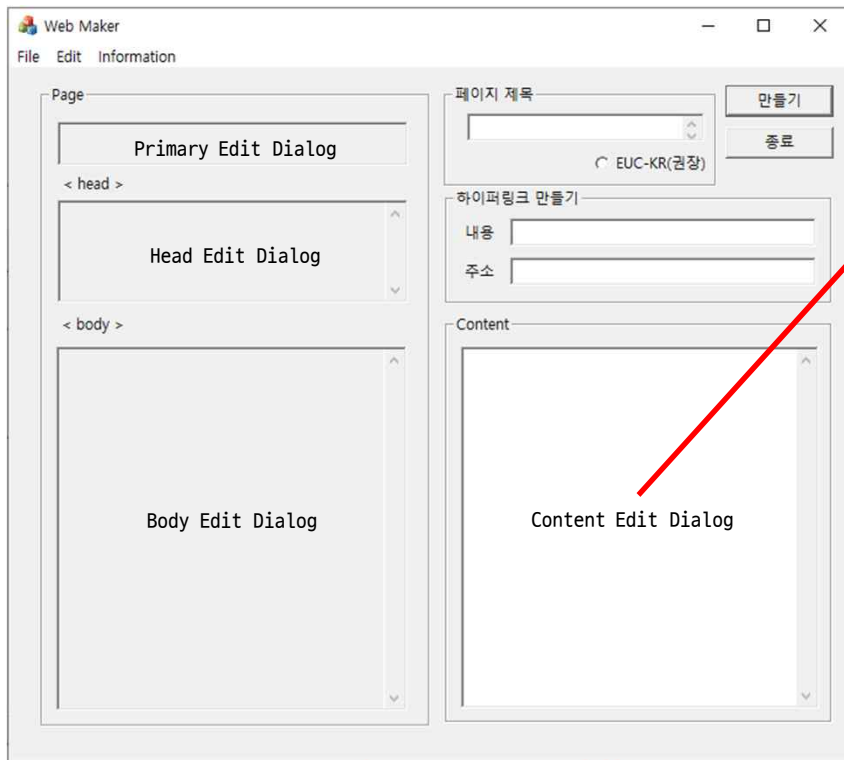 Web Maker
File Edit Information
Page
Primary Edit Dialog
< head >
Head Edit Dialog
< body >
Body Edit Dialog
페이지 제목
EUC-KR(권장)
만들기
종료
하이퍼링크 만들기
내용
주소
Content
Content Edit Dialog